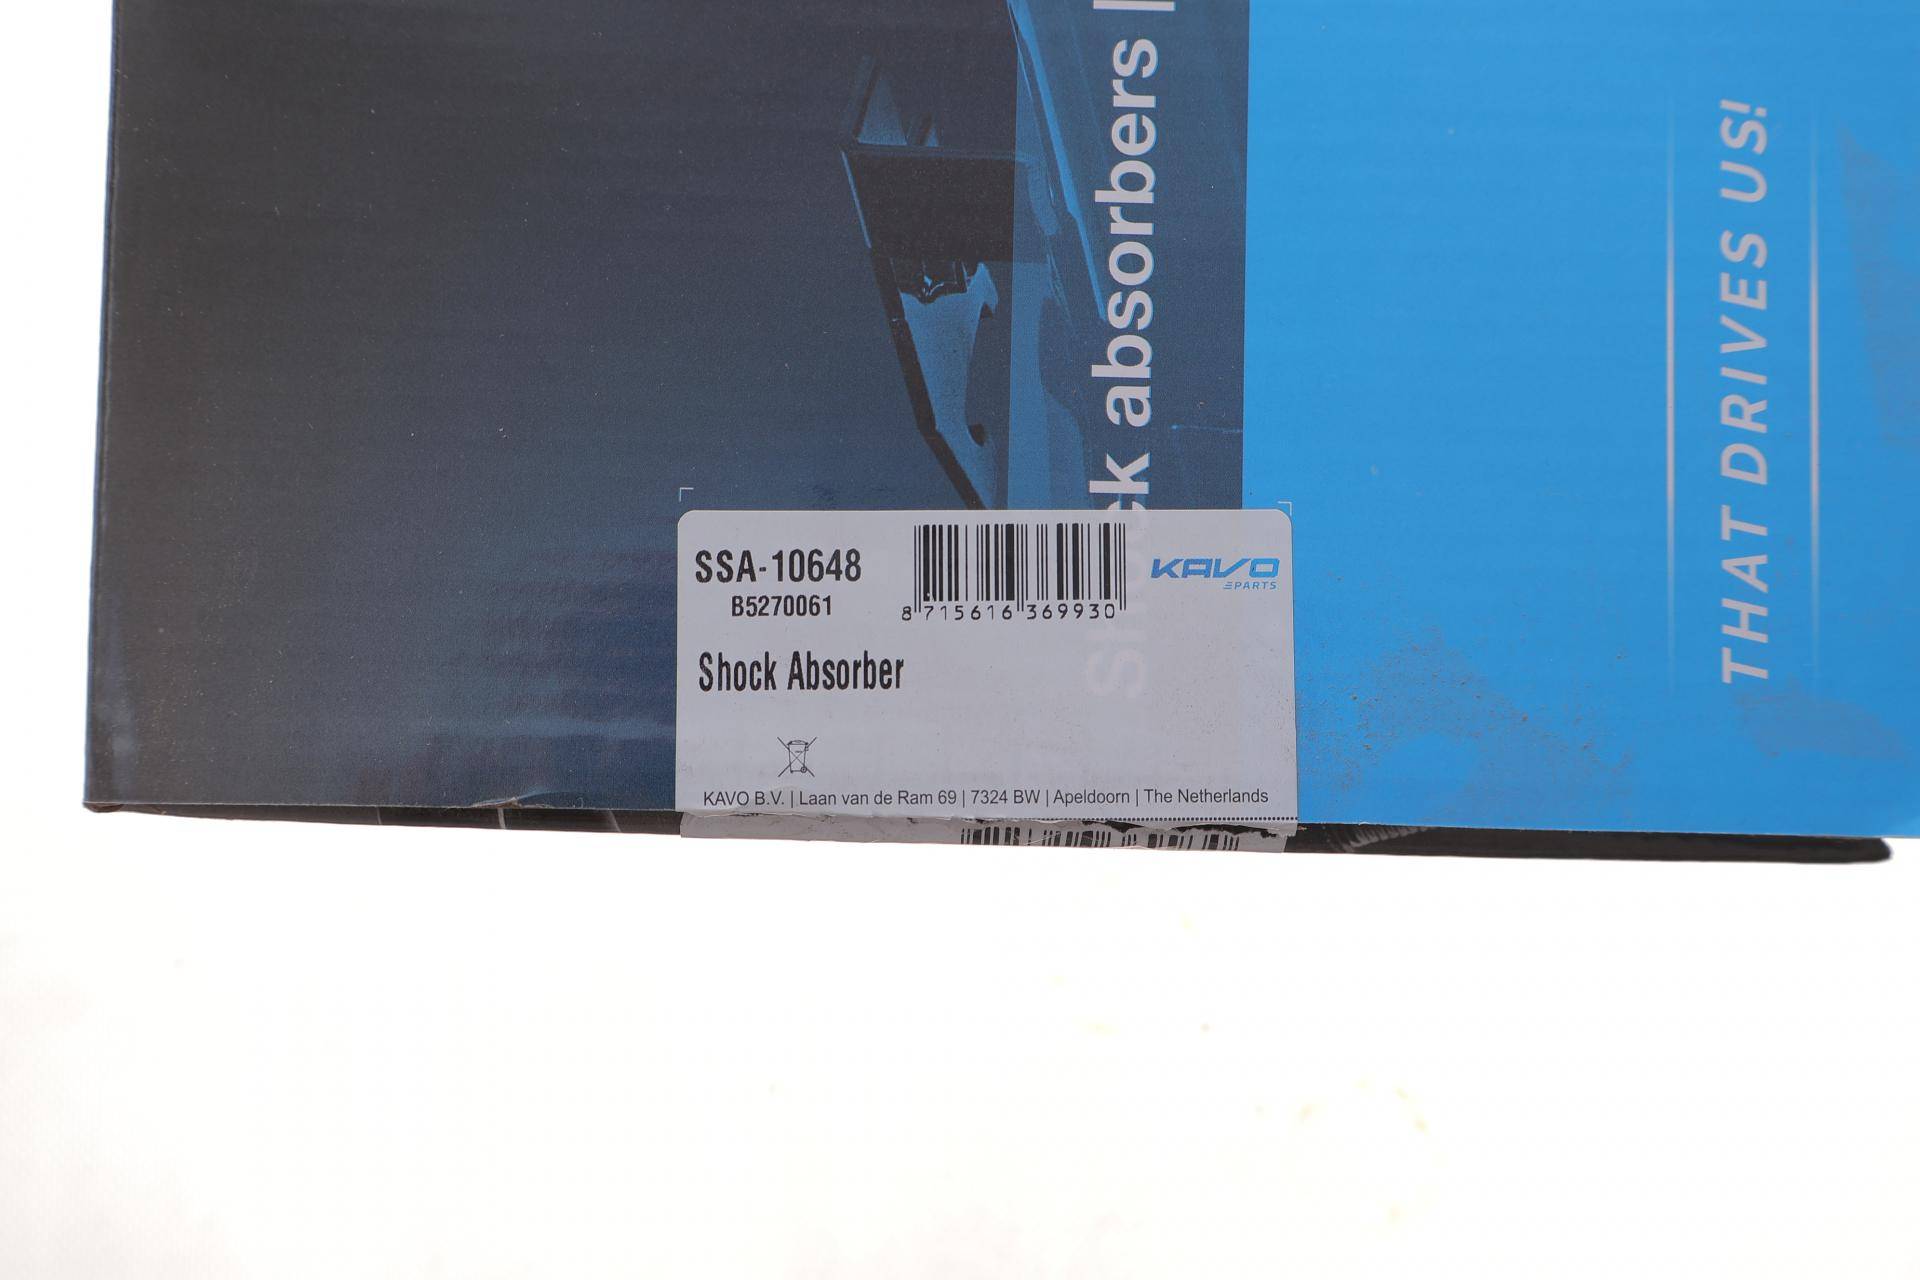 Shock absorbers |
THAT DRIVES US!
SSA-10648
B5270061
8 715616 369930
KAVO
PARTS
Shock Absorber
KAVO B.V. | Laan van de Ram 69 | 7324 BW | Apeldoorn | The Netherlands